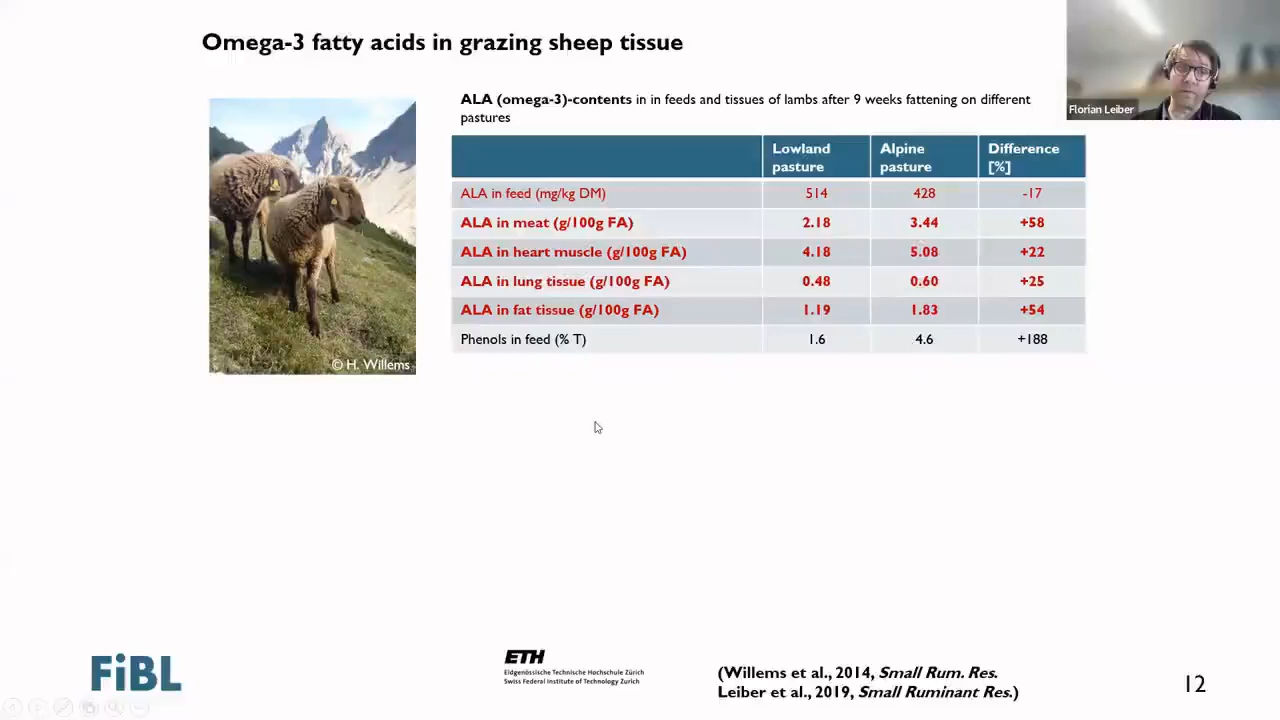 Omega-3 fatty acids in grazing sheep tissue
Florian Leiber
ALA (omega-3)-contents in in feeds and tissues of lambs after 9 weeks fattening on different
pastures
Lowland pasture Alpine pasture Difference [%]
ALA in feed (mg/kg DM) 514 428 -17
ALA in meat (g/100g FA) 2.18 3.44 +58
ALA in heart muscle (g/100g FA) 4.18 5.08 +22
ALA in lung tissue (g/100g FA) 0.48 0.60 +25
ALA in fat tissue (g/100g FA) 1.19 1.83 +54
Phenols in feed (% T) 1.6 4.6 +188
© H. Willems
FiBL
ETH
Eidgenössische Technische Hochschule Zürich
Swiss Federal Institute of Technology Zurich
(Willems et al., 2014, Small Rum. Res.
Leiber et al., 2019, Small Ruminant Res.)
12